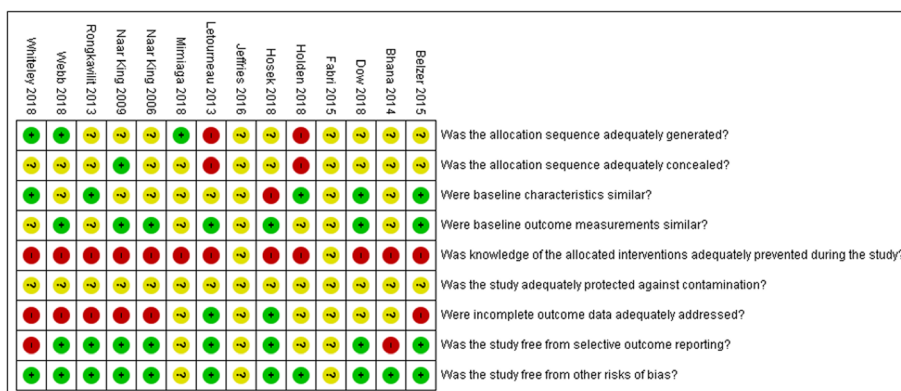 Whiteley 2018
Webb 2018
Rongkavilit 2013
Naar King 2009
Naar King 2006
Mimiaga 2018
Letourneau 2013
Jeffries 2016
Hosek 2018
Holden 2018
Fabri 2015
Dow 2018
Bhana 2014
Belzer 2015
Was the allocation sequence adequately generated?
Was the allocation sequence adequately concealed?
Were baseline characteristics similar?
Were baseline outcome measurements similar?
Was knowledge of the allocated interventions adequately prevented during the study?
Was the study adequately protected against contamination?
Were incomplete outcome data adequately addressed?
Was the study free from selective outcome reporting?
Was the study free from other risks of bias?